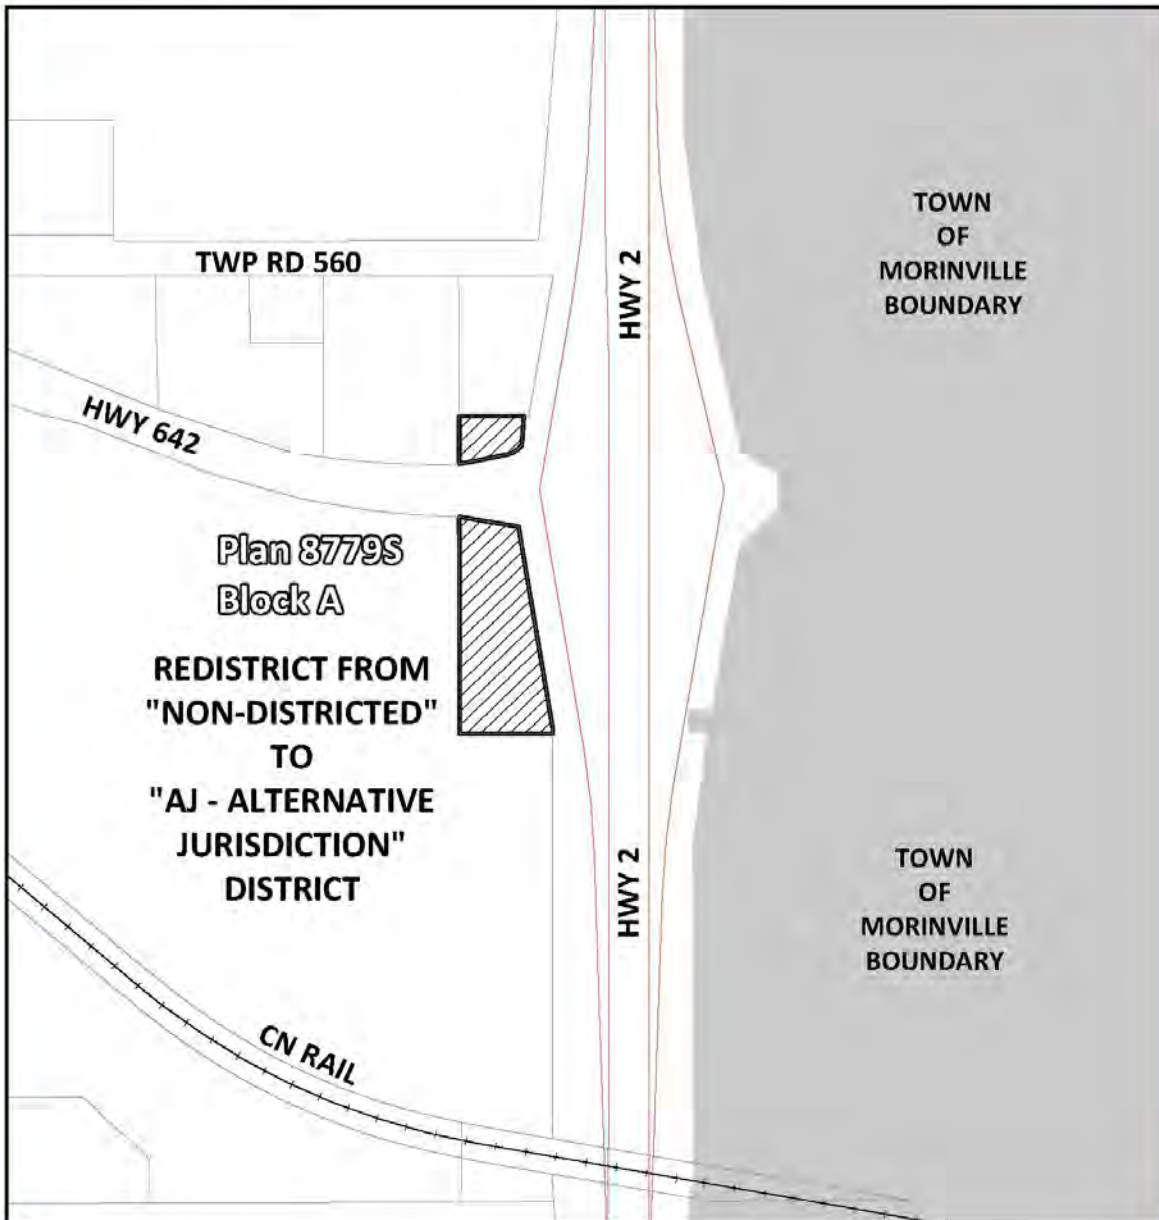 TOWN
OF
MORINVILLE
BOUNDARY
TWP RD 560
HWY 2
HWY 642
Plan 8779S
Block A
REDISTRICT FROM
"NON-DISTRICTED"
TO
"AJ - ALTERNATIVE
JURISDICTION"
DISTRICT
HWY 2
TOWN
OF
MORINVILLE
BOUNDARY
CN RAIL